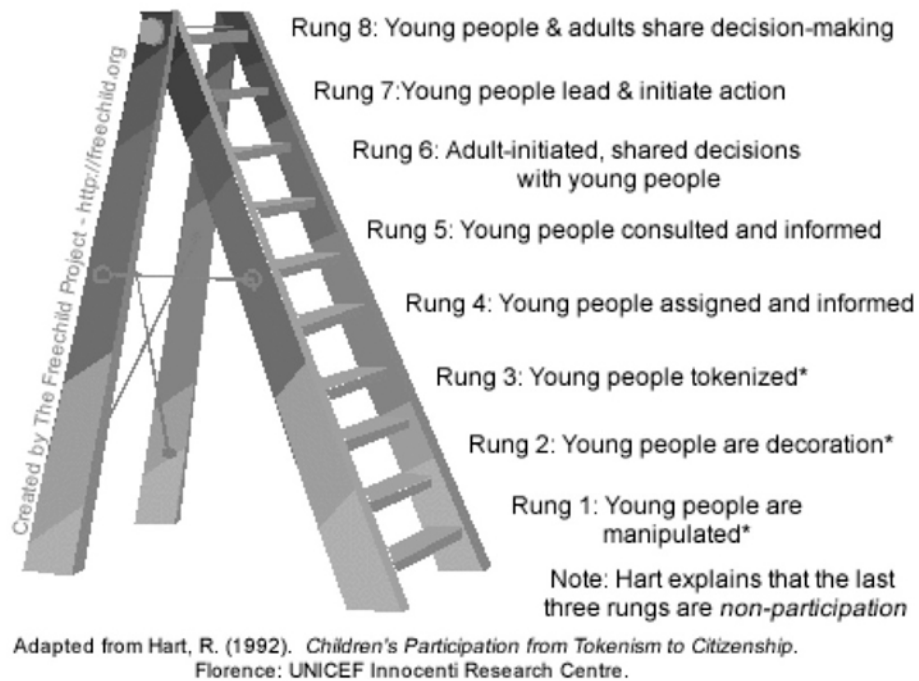 Rung 8: Young people & adults share decision-making
Rung 7:Young people lead & initiate action
Rung 6: Adult-initiated, shared decisions
with young people
Rung 5: Young people consulted and informed
Rung 4: Young people assigned and informed
Rung 3: Young people tokenized*
Rung 2: Young people are decoration*
Rung 1: Young people are
manipulated*
Note: Hart explains that the last
three rungs are non-participation
Created by The Freechild Project - http://freechild.org
Adapted from Hart, R. (1992). Children's Participation from Tokenism to Citizenship.
Florence: UNICEF Innocenti Research Centre.